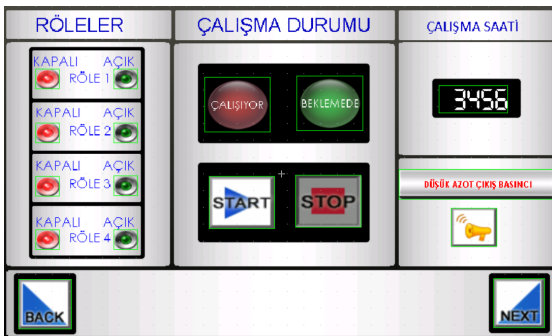 RÖLELER
KAPALI AÇIK
RÖLE 1
KAPALI AÇIK
RÖLE 2
KAPALI AÇIK
RÖLE 3
KAPALI AÇIK
RÖLE 4
ÇALIŞMA DURUMU
ÇALIŞIYOR
BEKLEMEDE
START
STOP
ÇALIŞMA SAATİ
3456
DÜŞÜK AZOT ÇIKIŞ BASINCI
BACK
NEXT